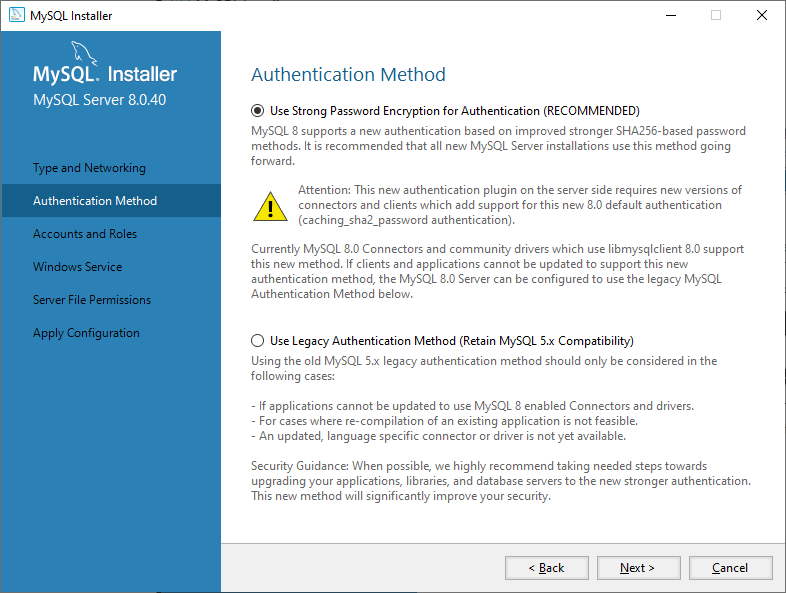 MySQL Installer
MySQL. Installer
MySQL Server 8.0.40
Type and Networking
Authentication Method
Accounts and Roles
Windows Service
Server File Permissions
Apply Configuration
Authentication Method
Use Strong Password Encryption for Authentication (RECOMMENDED)
MySQL 8 supports a new authentication based on improved stronger SHA256-based password
methods. It is recommended that all new MySQL Server installations use this method going
forward.
Attention: This new authentication plugin on the server side requires new versions of
connectors and clients which add support for this new 8.0 default authentication
(caching_sha2_password authentication).
Currently MySQL 8.0 Connectors and community drivers which use libmysqlclient 8.0 support
this new method. If clients and applications cannot be updated to support this new
authentication method, the MySQL 8.0 Server can be configured to use the legacy MySQL
Authentication Method below.
Use Legacy Authentication Method (Retain MySQL 5.x Compatibility)
Using the old MySQL 5.x legacy authentication method should only be considered in the
following cases:
- If applications cannot be updated to use MySQL 8 enabled Connectors and drivers.
- For cases where re-compilation of an existing application is not feasible.
- An updated, language specific connector or driver is not yet available.
Security Guidance: When possible, we highly recommend taking needed steps towards
upgrading your applications, libraries, and database servers to the new stronger authentication.
This new method will significantly improve your security.
< Back
Next >
Cancel